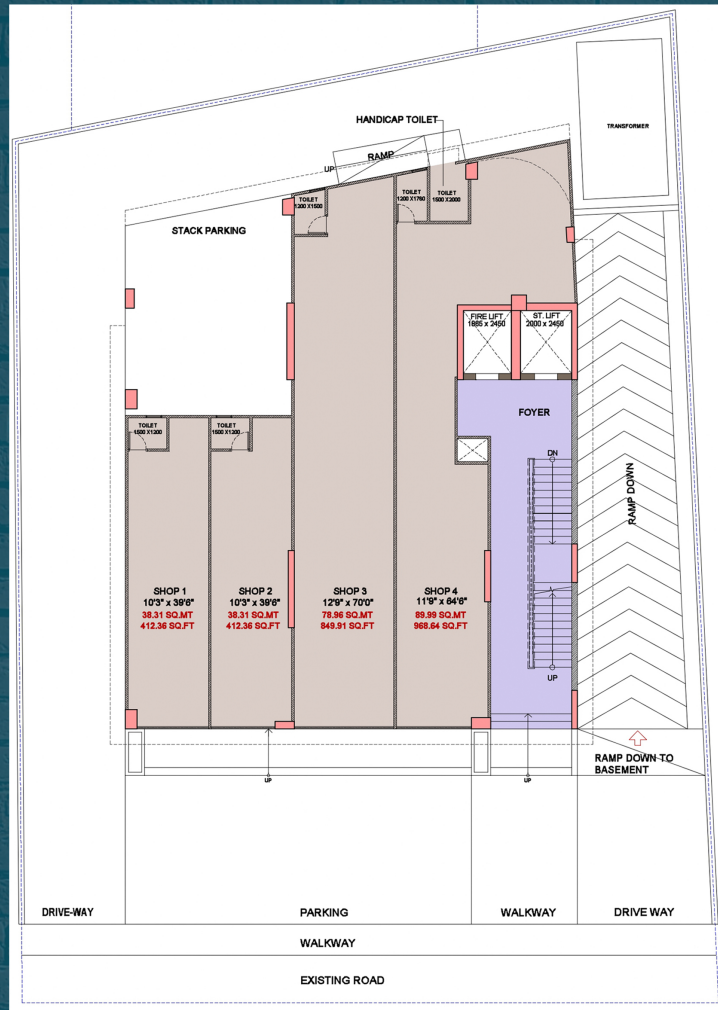 TRANSFORMER
HANDICAP TOILET
RAMP
UP
TOILET
1200 X1500
TOILET
1200 X1760
TOILET
1500 X2000
STACK PARKING
FIRE LIFT
1865 x 2450
ST. LIFT
2000 x 2450
FOYER
TOILET
1500 X1200
TOILET
1500 X1200
DN
RAMP DOWN
SHOP 1
10'3" x 39'6"
38.31 SQ.MT
412.36 SQ.FT
SHOP 2
10'3" x 39'6"
38.31 SQ.MT
412.36 SQ.FT
SHOP 3
12'9" x 70'0"
78.96 SQ.MT
849.91 SQ.FT
SHOP 4
11'9" x 64'6"
89.99 SQ.MT
968.64 SQ.FT
UP
RAMP DOWN TO
BASEMENT
UP
UP
DRIVE-WAY
PARKING
WALKWAY
DRIVE WAY
WALKWAY
EXISTING ROAD